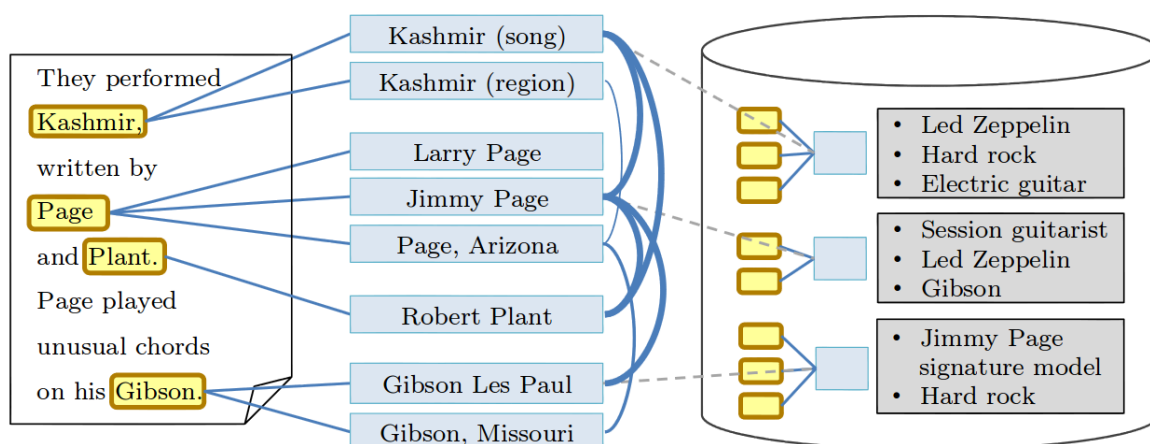 They performed
Kashmir,
written by
Page
and Plant.
Page played
unusual chords
on his Gibson.
Kashmir (song)
Kashmir (region)
Larry Page
Jimmy Page
Page, Arizona
Robert Plant
Gibson Les Paul
Gibson, Missouri
• Led Zeppelin
• Hard rock
• Electric guitar
• Session guitarist
• Led Zeppelin
• Gibson
• Jimmy Page
signature model
• Hard rock